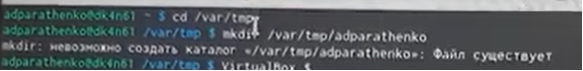 adparathenko@dk4n61 ~ $ cd /var/tmp
adparathenko@dk4n61 /var/tmp $ mkdir /var/tmp/adparathenko
mkdir: невозможно создать каталог «/var/tmp/adparathenko»: Файл существует
adparathenko@dk4n61 /var/tmp $ VirtualBox $